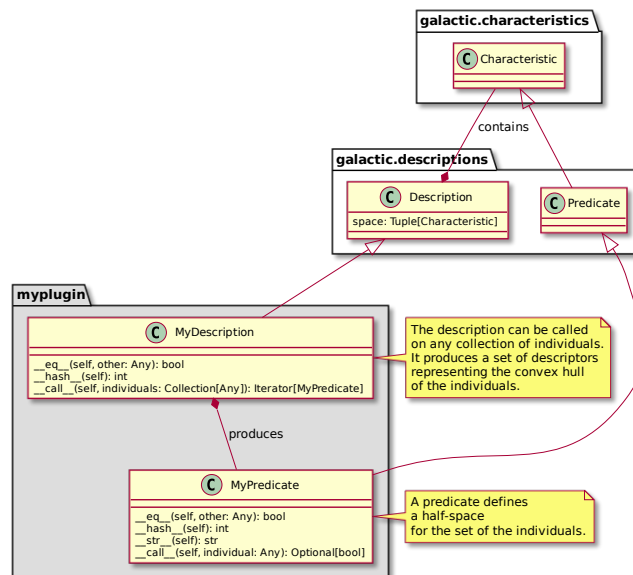 galactic.characteristics
C Characteristic
contains
galactic.descriptions
C Description
space: Tuple[Characteristic]
C Predicate
myplugin
C MyDescription
__eq__(self, other: Any): bool
__hash__(self): int
__call__(self, individuals: Collection[Any]): Iterator[MyPredicate]
The description can be called
on any collection of individuals.
It produces a set of descriptors
representing the convex hull
of the individuals.
produces
C MyPredicate
__eq__(self, other: Any): bool
__hash__(self): int
__str__(self): str
__call__(self, individual: Any): Optional[bool]
A predicate defines
a half-space
for the set of the individuals.